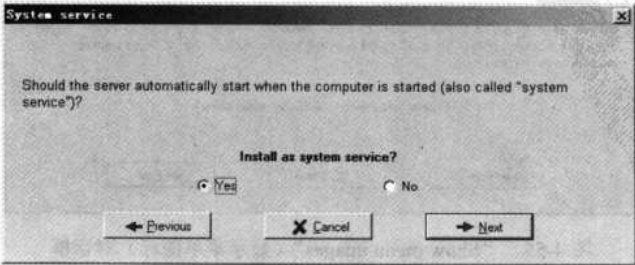 System service
Should the server automatically start when the computer is started (also called "system
service")?
Install as system service?
Yes No
Previous Cancel Next